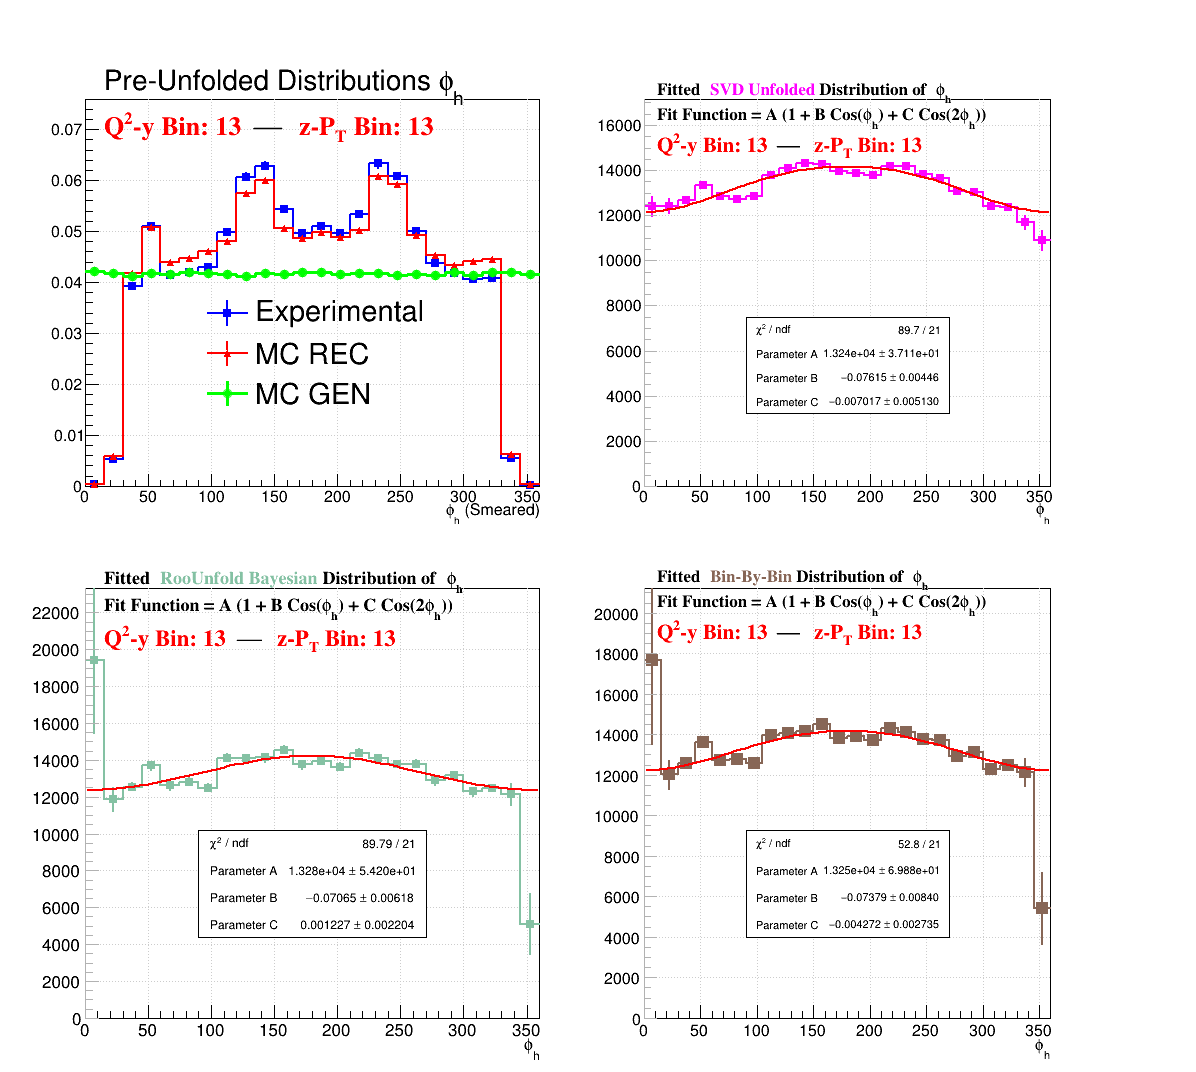 Pre-Unfolded Distributions ϕh
Q2-y Bin: 13 — z-PT Bin: 13
0.07
0.06
0.05
0.04
0.03
0.02
0.01
0
Experimental
MC REC
MC GEN
0 50 100 150 200 250 300 350
ϕh (Smeared)
Fitted SVD Unfolded Distribution of ϕh
Fit Function = A (1 + B Cos(ϕh) + C Cos(2ϕh))
Q2-y Bin: 13 — z-PT Bin: 13
16000
14000
12000
10000
8000
6000
4000
2000
0
χ2 / ndf 89.7 / 21
Parameter A 1.324e+04 ± 3.711e+01
Parameter B −0.07615 ± 0.00446
Parameter C −0.007017 ± 0.005130
0 50 100 150 200 250 300 350
ϕh
Fitted RooUnfold Bayesian Distribution of ϕh
Fit Function = A (1 + B Cos(ϕh) + C Cos(2ϕh))
Q2-y Bin: 13 — z-PT Bin: 13
22000
20000
18000
16000
14000
12000
10000
8000
6000
4000
2000
0
χ2 / ndf 89.79 / 21
Parameter A 1.328e+04 ± 5.420e+01
Parameter B −0.07065 ± 0.00618
Parameter C 0.001227 ± 0.002204
0 50 100 150 200 250 300 350
ϕh
Fitted Bin-By-Bin Distribution of ϕh
Fit Function = A (1 + B Cos(ϕh) + C Cos(2ϕh))
Q2-y Bin: 13 — z-PT Bin: 13
20000
18000
16000
14000
12000
10000
8000
6000
4000
2000
0
χ2 / ndf 52.8 / 21
Parameter A 1.325e+04 ± 6.988e+01
Parameter B −0.07379 ± 0.00840
Parameter C −0.004272 ± 0.002735
0 50 100 150 200 250 300 350
ϕh